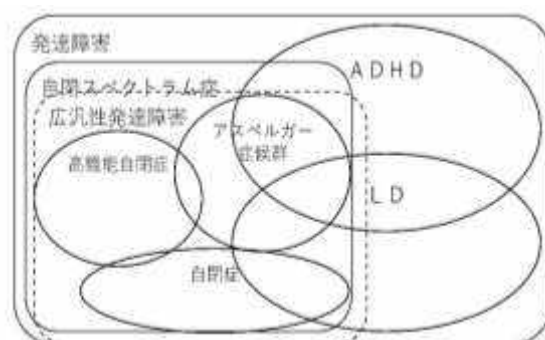 発達障害
ADHD
自閉スペクトラム症
広汎性発達障害
アスペルガー
症候群
高機能自閉症
LD
自閉症